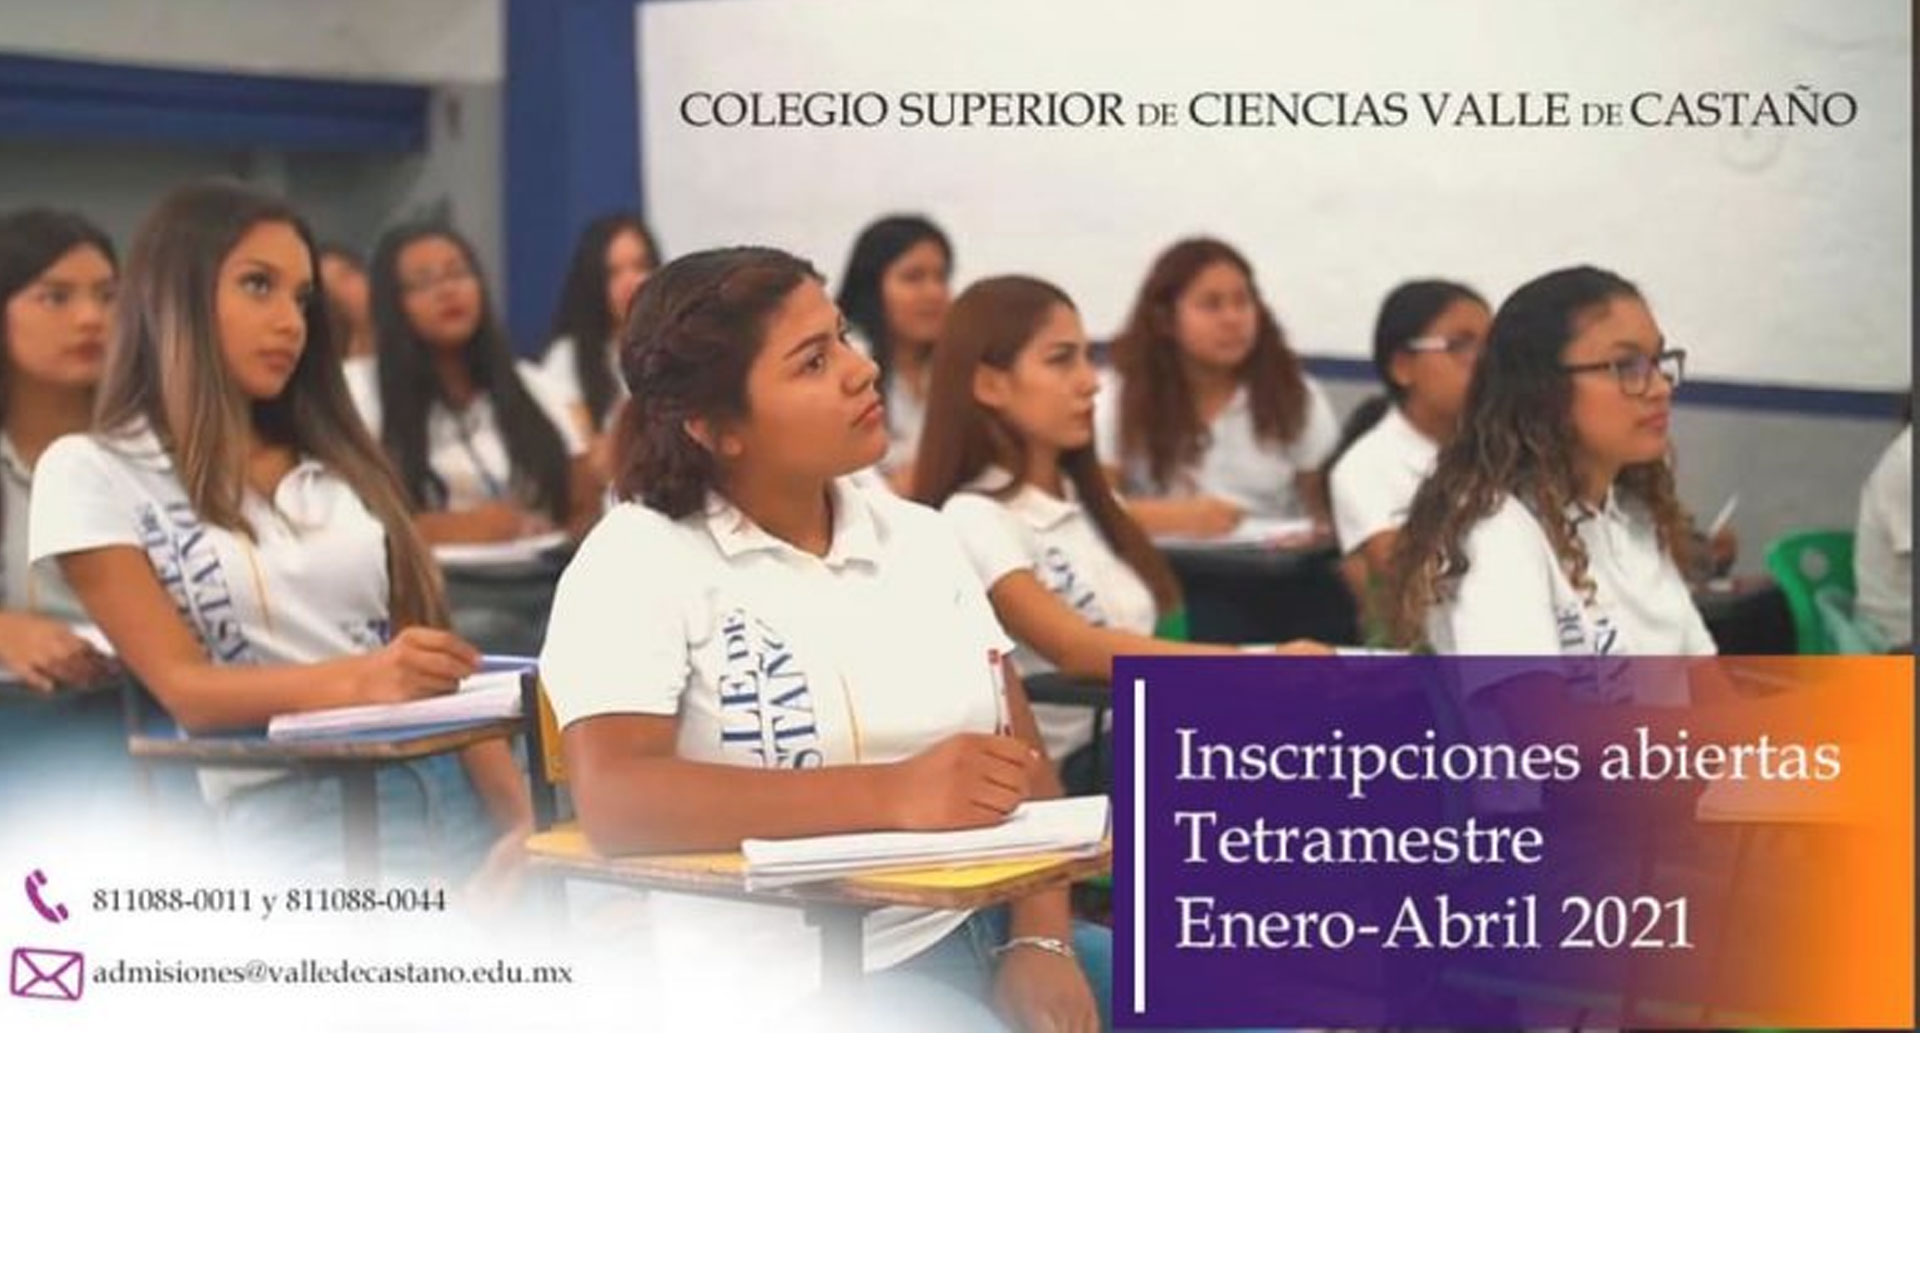 COLEGIO SUPERIOR DE CIENCIAS VALLE DE CASTAÑO
Inscripciones abiertas
Tetramestre
Enero-Abril 2021
811088-0011 y 811088-0044
admisiones@valledecastano.edu.mx